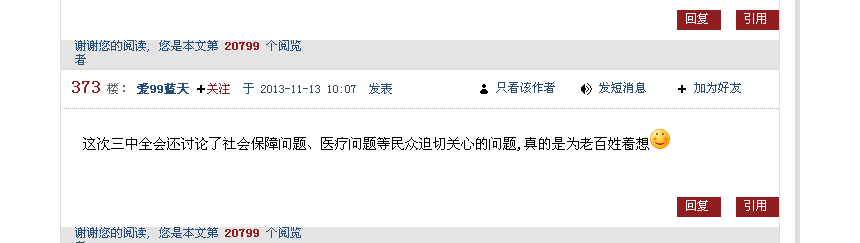 回复 引用
谢谢您的阅读，您是本文第 20799 个阅览
者
373 楼： 爱99蓝天 +关注 于 2013-11-13 10:07 发表 只看该作者 发短消息 加为好友
这次三中全会还讨论了社会保障问题、医疗问题等民众迫切关心的问题,真的是为老百姓着想
回复 引用
谢谢您的阅读，您是本文第 20799 个阅览